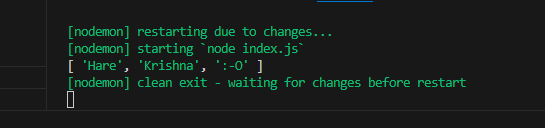 [nodemon] restarting due to changes...
[nodemon] starting `node index.js`
[ 'Hare', 'Krishna', ':-O' ]
[nodemon] clean exit - waiting for changes before restart